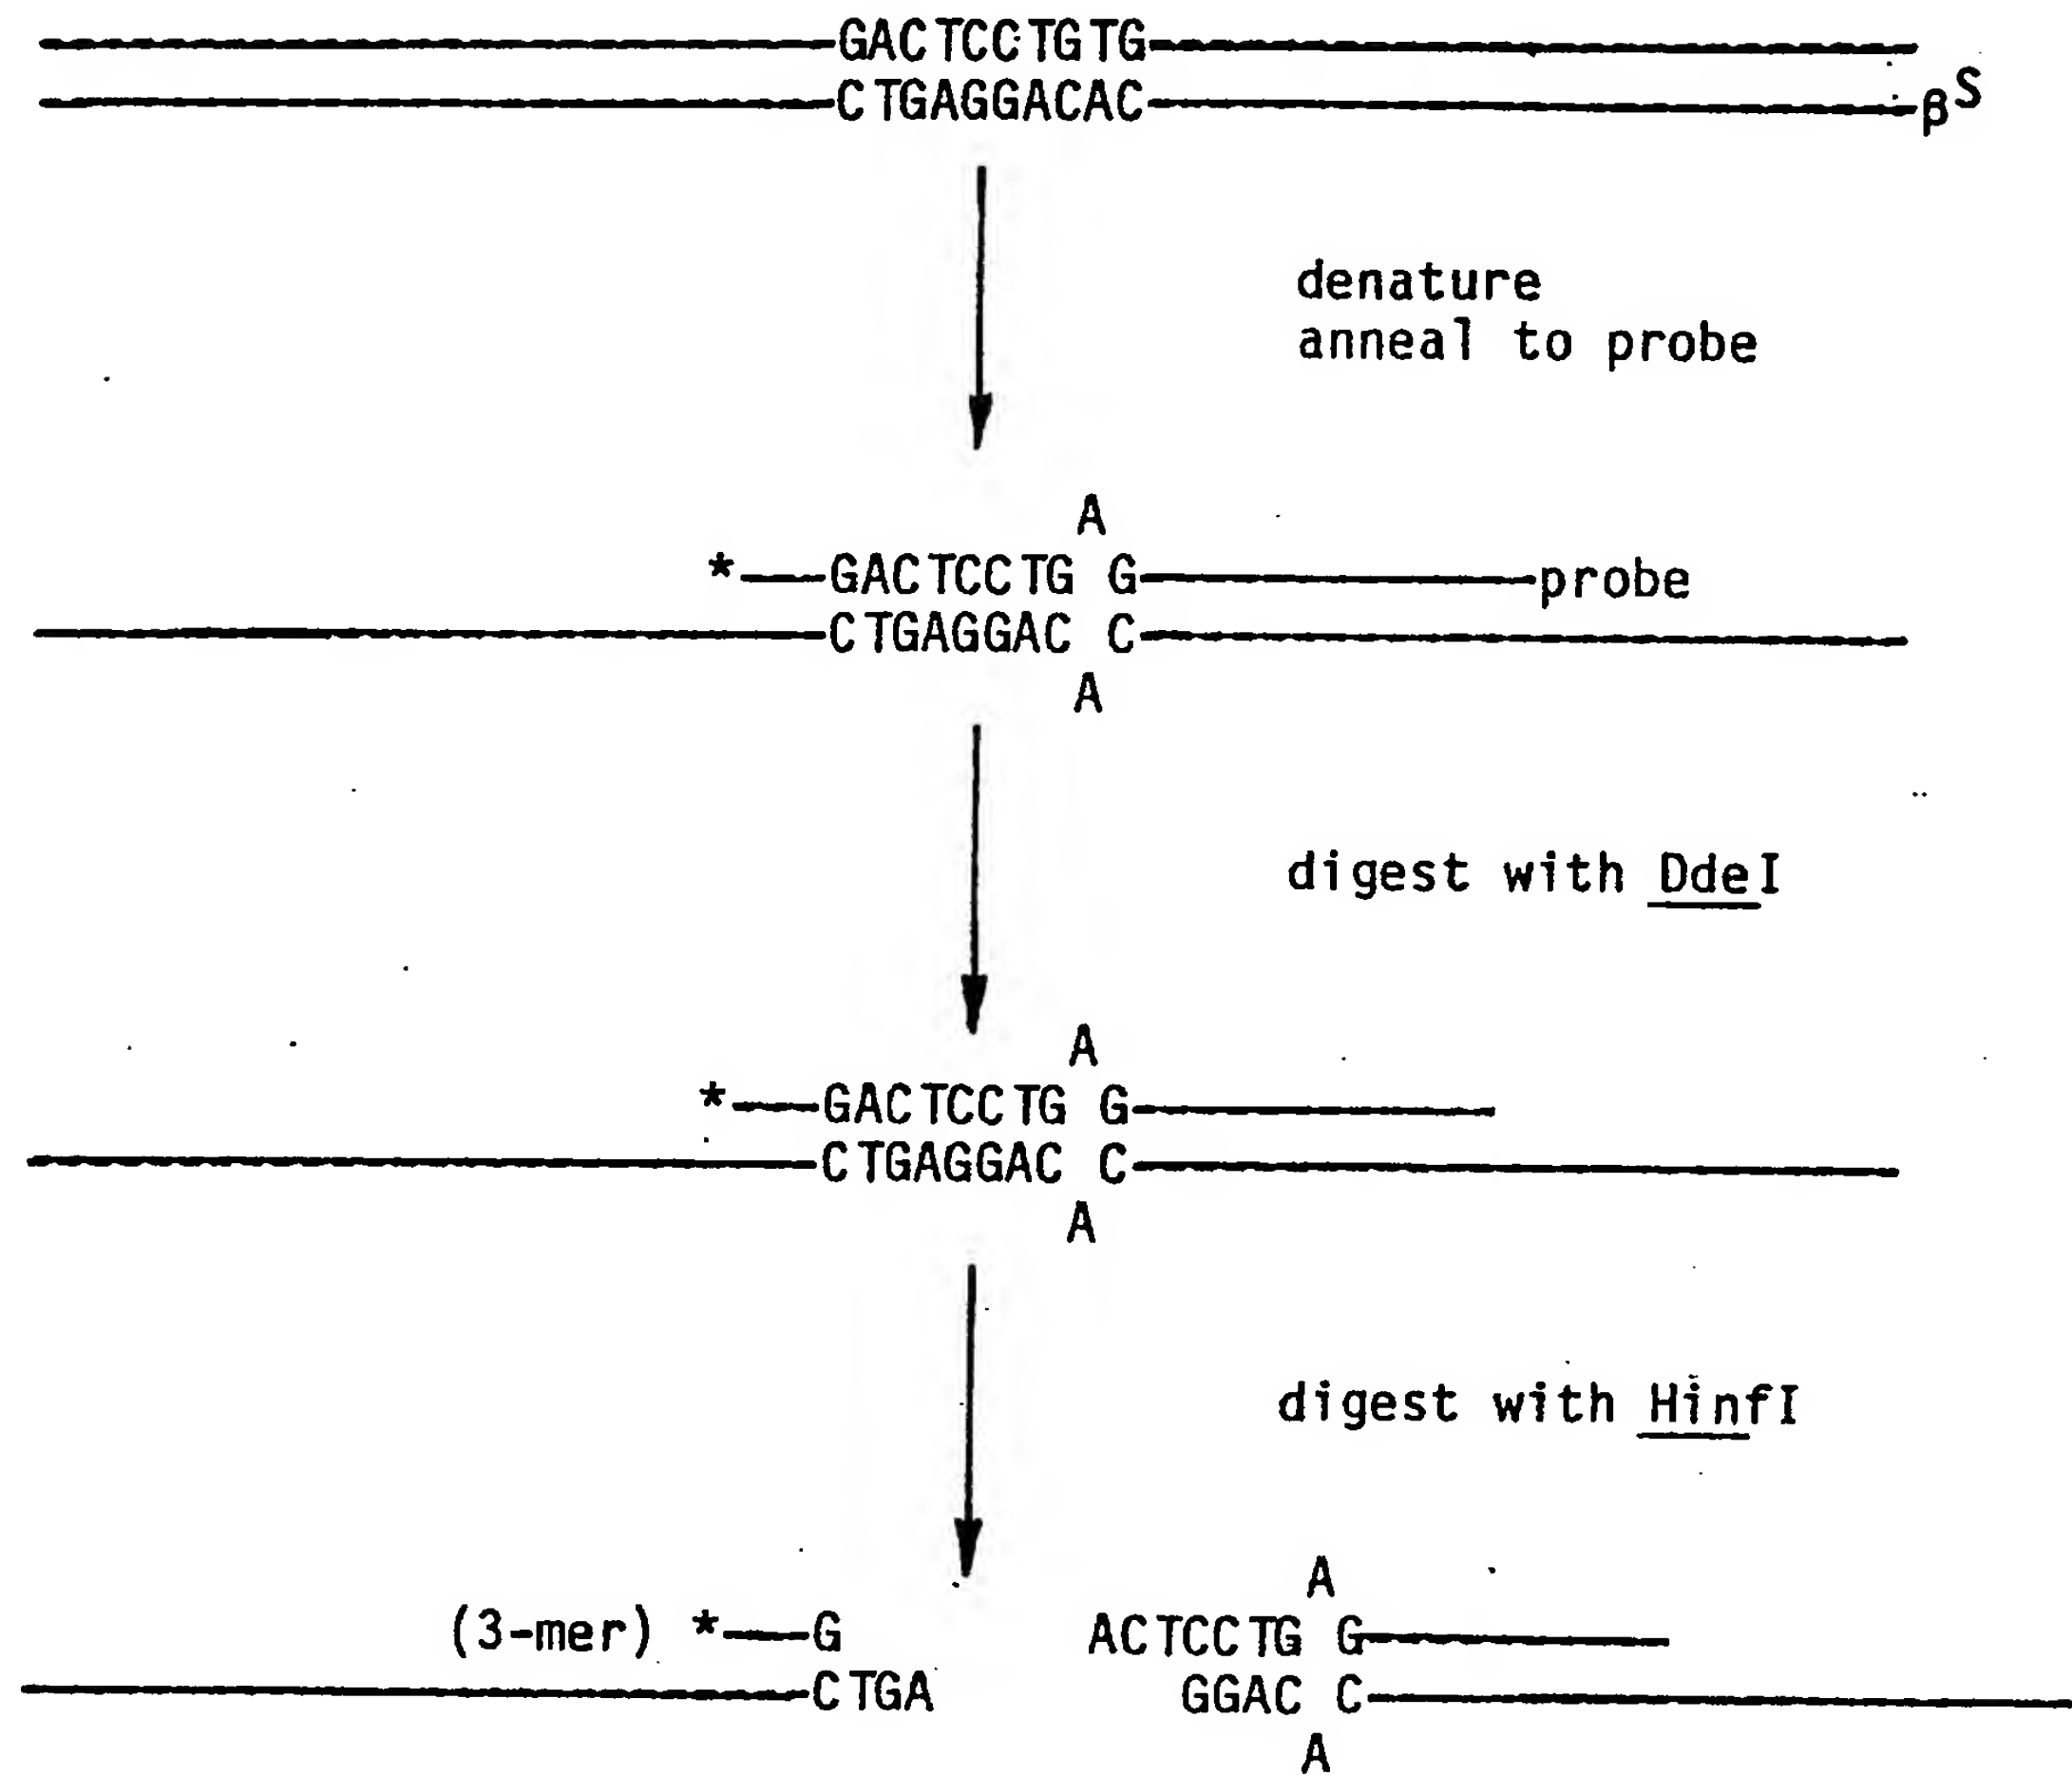 GACTCCTGTG
CTGAGGACAC βS
denature
anneal to probe
A
*—GACTCCTG G—probe
CTGAGGAC C
A
digest with DdeI
A
*—GACTCCTG G
CTGAGGAC C
A
digest with HinfI
A
(3-mer) *—G ACTCCTG G
CTGA GGAC C
A